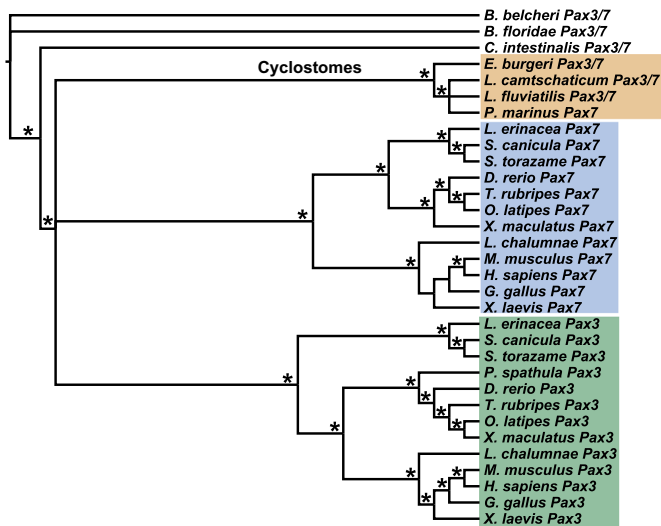 B. belcheri Pax3/7
B. floridae Pax3/7
C. intestinalis Pax3/7
Cyclostomes
E. burgeri Pax3/7
L. camtschaticum Pax3/7
L. fluviatilis Pax3/7
P. marinus Pax7
L. erinacea Pax7
S. canicula Pax7
S. torazame Pax7
D. rerio Pax7
T. rubripes Pax7
O. latipes Pax7
X. maculatus Pax7
L. chalumnae Pax7
M. musculus Pax7
H. sapiens Pax7
G. gallus Pax7
X. laevis Pax7
L. erinacea Pax3
S. canicula Pax3
S. torazame Pax3
P. spathula Pax3
D. rerio Pax3
T. rubripes Pax3
O. latipes Pax3
X. maculatus Pax3
L. chalumnae Pax3
M. musculus Pax3
H. sapiens Pax3
G. gallus Pax3
X. laevis Pax3